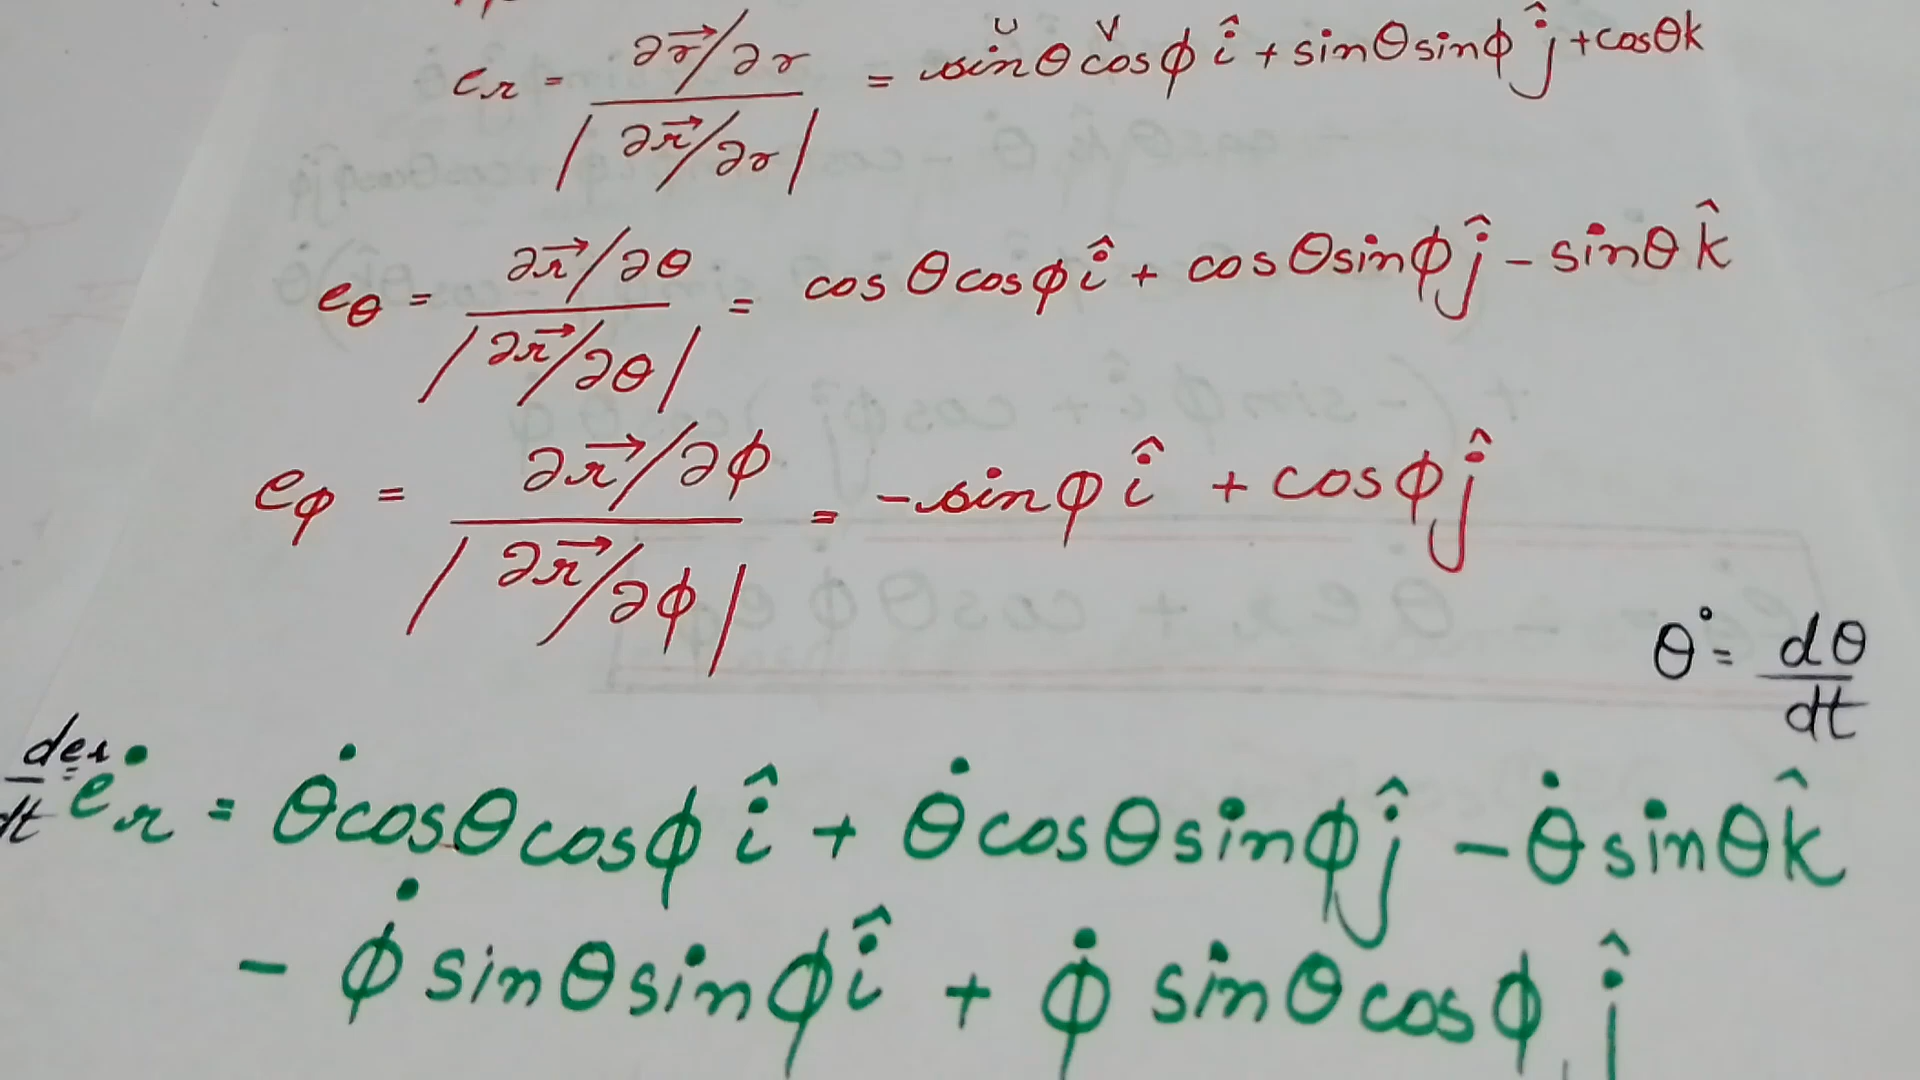 e_r = ∂r⃗/∂r / |∂r⃗/∂r| = sinθ cosϕ î + sinθ sinϕ ĵ + cosθk
u v
e_θ = ∂r⃗/∂θ / |∂r⃗/∂θ| = cosθ cosϕ î + cosθ sinϕ ĵ - sinθ k̂
e_ϕ = ∂r⃗/∂ϕ / |∂r⃗/∂ϕ| = -sinϕ î + cosϕ ĵ
θ̇ = dθ/dt
de_r/dt = ė_r = θ̇ cosθ cosϕ î + θ̇ cosθ sinϕ ĵ - θ̇ sinθ k̂
- ϕ̇ sinθ sinϕ î + ϕ̇ sinθ cosϕ ĵ